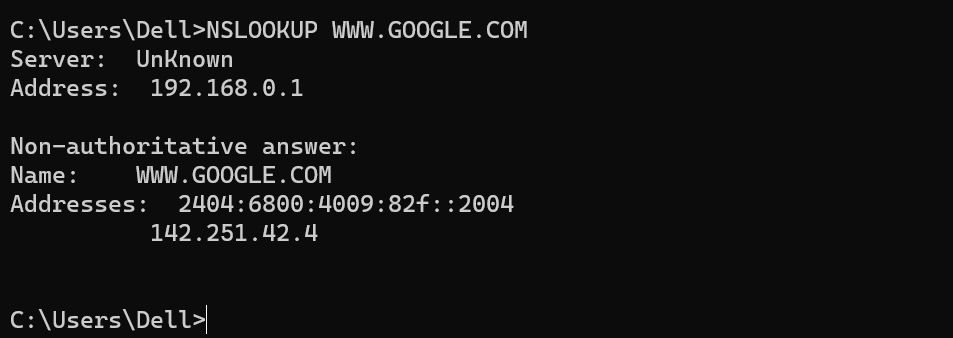 C:\Users\Dell>NSLOOKUP WWW.GOOGLE.COM
Server:  UnKnown
Address:  192.168.0.1
Non-authoritative answer:
Name:    WWW.GOOGLE.COM
Addresses:  2404:6800:4009:82f::2004
          142.251.42.4
C:\Users\Dell>